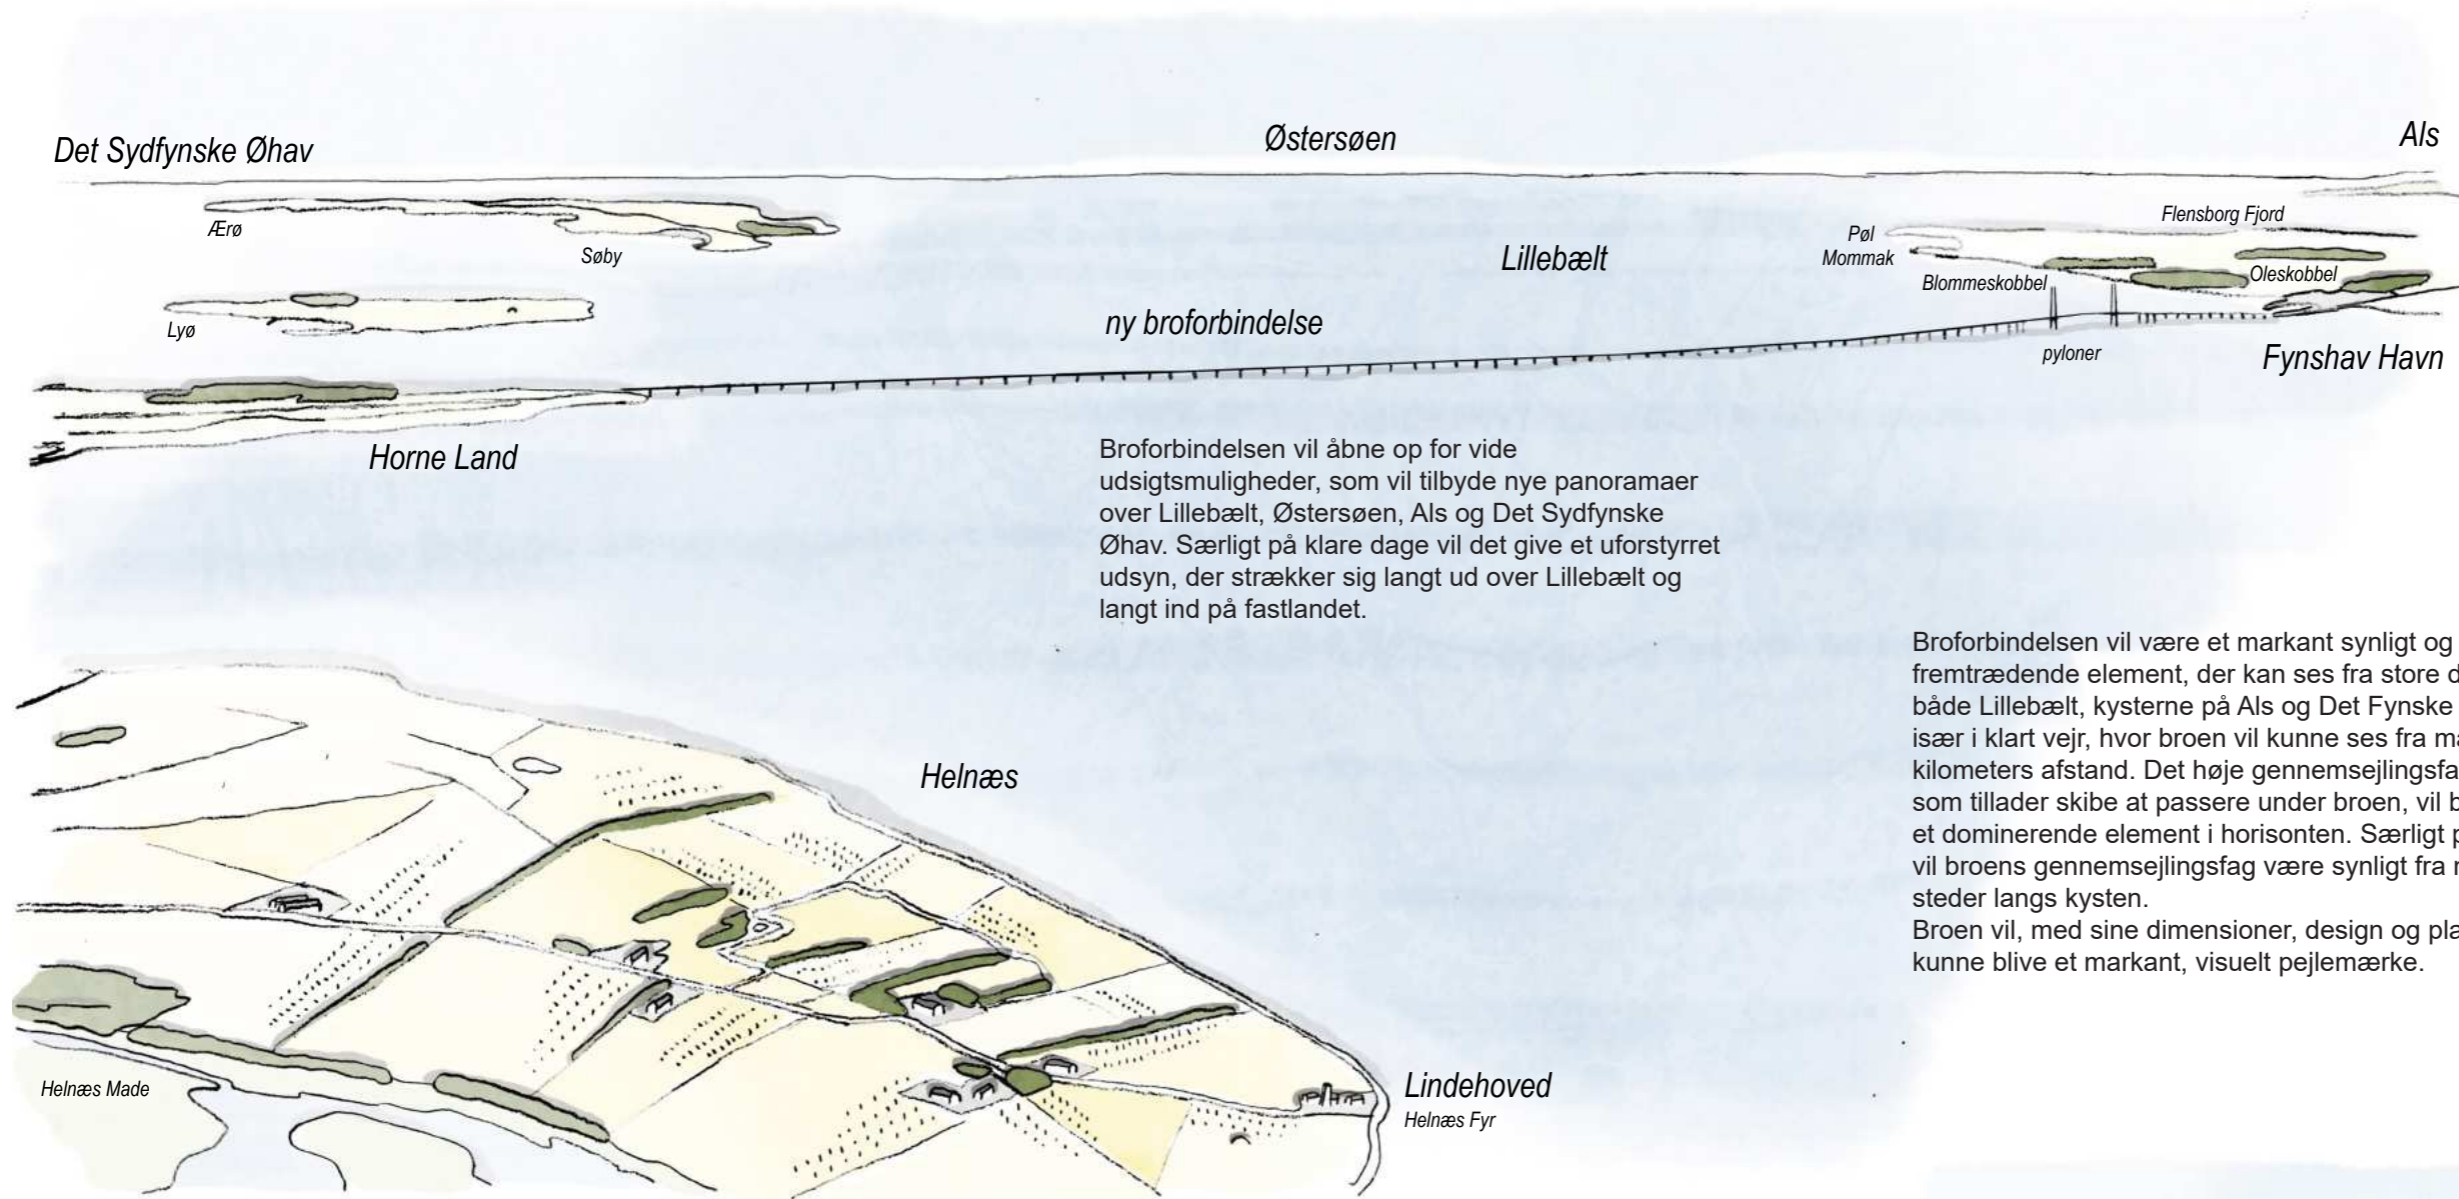 Det Sydfynske Øhav
Østersøen
Als
Ærø
Søby
Lillebælt
Pøl
Mommak
Flensborg Fjord
Blommeskobbel
Oleskobbel
Lyø
ny broforbindelse
pyloner
Fynshav Havn
Horne Land
Broforbindelsen vil åbne op for vide
udsigtsmuligheder, som vil tilbyde nye panoramaer
over Lillebælt, Østersøen, Als og Det Sydfynske
Øhav. Særligt på klare dage vil det give et uforstyrret
udsyn, der strækker sig langt ud over Lillebælt og
langt ind på fastlandet.
Broforbindelsen vil være et markant synligt og
fremtrædende element, der kan ses fra store
både Lillebælt, kysterne på Als og Det Fynske
især i klart vejr, hvor broen vil kunne ses fra
kilometers afstand. Det høje
som tillader skibe at passere under broen, vil
et dominerende element i horisonten. Særligt
vil broens gennemsejlingsfag være synligt fra
steder langs kysten.
Broen vil, med sine dimensioner, design og
kunne blive et markant, visuelt pejlemærke.
Helnæs
Helnæs Made
Lindehoved
Helnæs Fyr